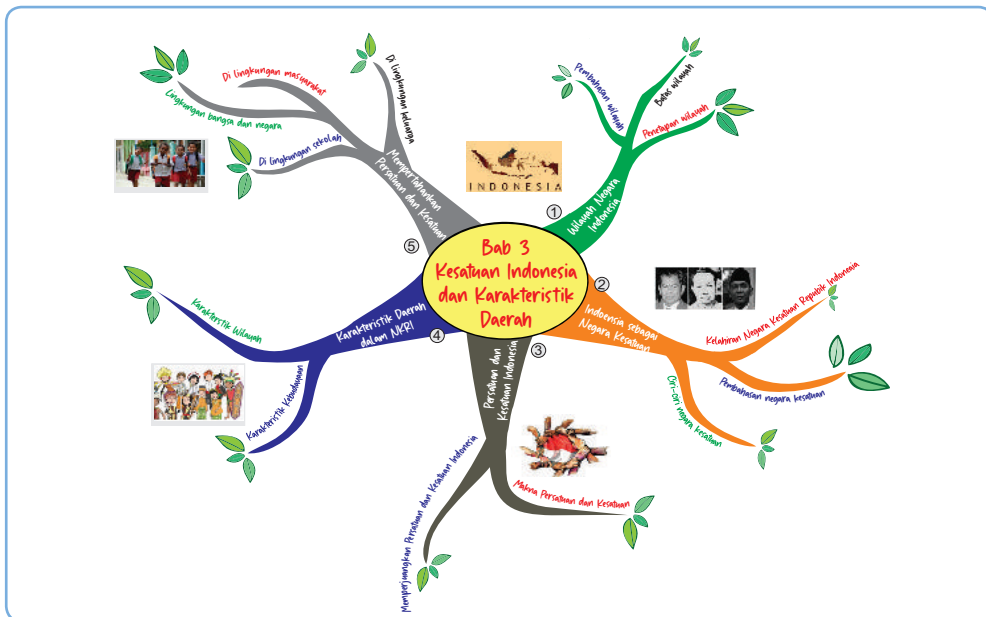 Bab 3
Kesatuan Indonesia
dan Karakteristik
Daerah
1
Wilayah Negara
Indonesia
Pembahasan wilayah
Batas wilayah
Penetapan wilayah
INDONESIA
2
Indoensia sebagai
Negara Kesatuan
Kelahiran Negara Kesatuan Republik Indonesia
Pembahasan negara kesatuan
Ciri-ciri negara kesatuan
3
Persatuan dan
Kesatuan Indonesia
Makna Persatuan dan Kesatuan
Memperjuangkan Persatuan dan Kesatuan Indonesia
4
Karakteristik Daerah
dalam NKRI
Karakterstik Wilayah
Karakteristik Kebudayaan
5
Mempertahankan
Persatuan dan Kesatuan
Di lingkungan keluarga
Di lingkungan masyarakat
Lingkungan bangsa dan negara
Di lingkungan sekolah